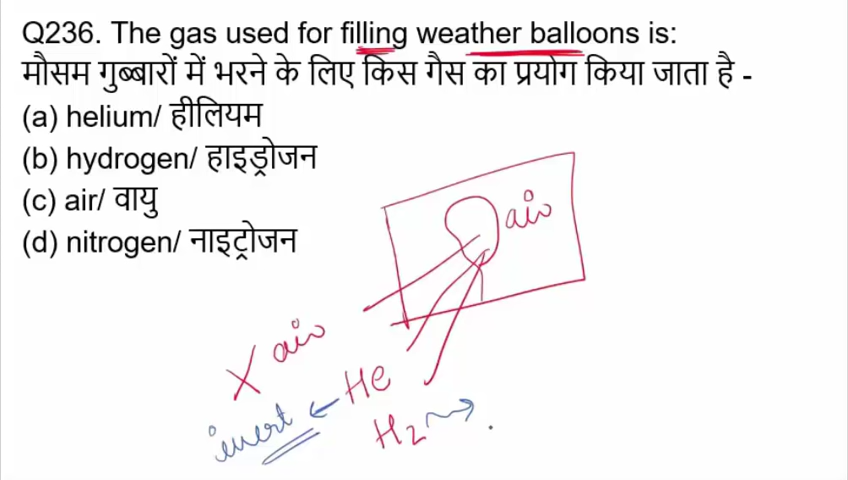 Q236. The gas used for filling weather balloons is:
मौसम गुब्बारों में भरने के लिए किस गैस का प्रयोग किया जाता है -
(a) helium/ हीलियम
(b) hydrogen/ हाइड्रोजन
(c) air/ वायु
(d) nitrogen/ नाइट्रोजन
air
X air
inert ← He
H2